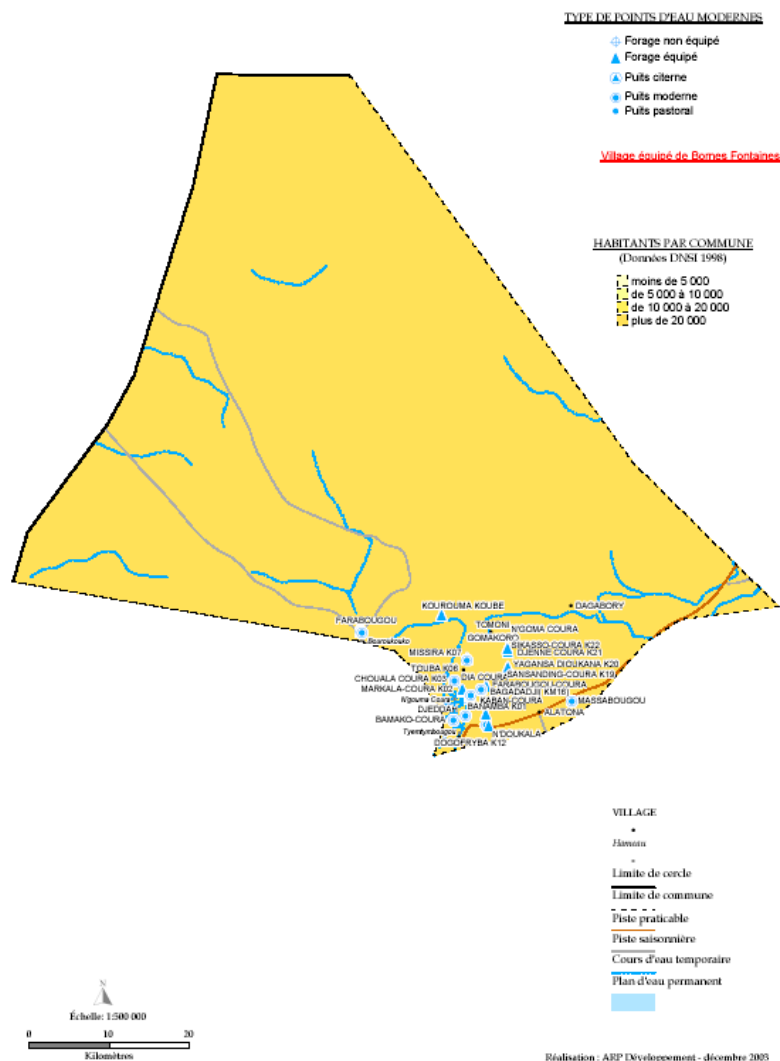 TYPE DE POINTS D'EAU MODERNES
Forage non équipé
Forage équipé
Puits citerne
Puits moderne
Puits pastoral
Village équipé de Bornes Fontaines
HABITANTS PAR COMMUNE
(Données DNSI 1998)
moins de 5 000
de 5 000 à 10 000
de 10 000 à 20 000
plus de 20 000
KOUROUMA KOUBE
DAGABORY
FARABOUGOU
TOMONI
N'GOMA COURA
GOMAKORO
SIKASSO-COURA K22
DJENNE COURA K21
MISSIRA K07
YAGANSA DIOUKANA K20
TOUBA K06
DIA COURA
SANSANDING-COURA K19
CHOUALA COURA K03
FARABOUGOU-COURA
MARKALA-COURA K02
BAGADADJI( KM16)
KABAN-COURA
MASSABOUGOU
DJEDDAH
BANAMBA K01
PALATONA
BAMAKO-COURA
N'DOUKALA
DOGOFRYBA K12
VILLAGE
Hameau
Limite de cercle
Limite de commune
Piste praticable
Piste saisonnière
Cours d'eau temporaire
Plan d'eau permanent
N
Échelle: 1:500 000
0 10 20
Kilomètres
Réalisation : ARP Développement - décembre 2003